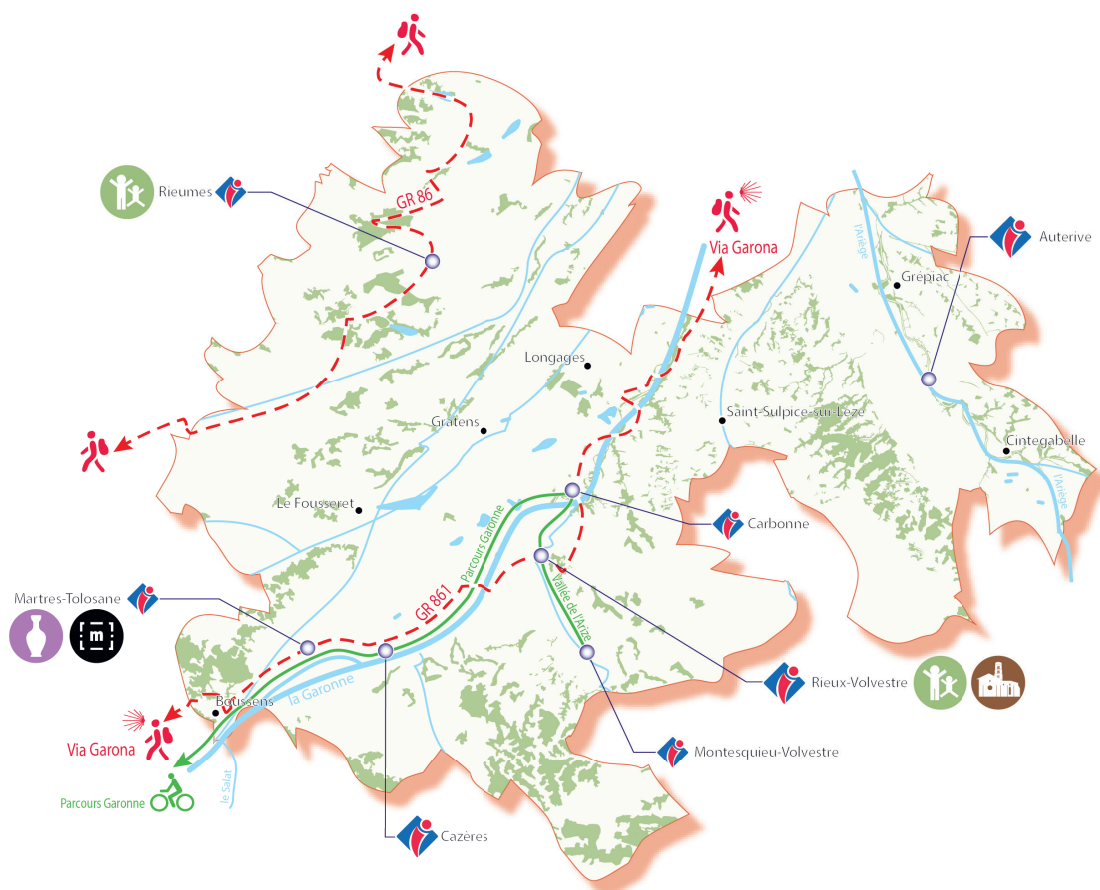 Rieumes
GR 86
Via Garona
l'Ariège
Auterive
Grépiac
Longages
Saint-Sulpice-sur-Lèze
Gratens
Cintegabelle
l'Ariège
Le Fousseret
Parcours Garonne
Carbonne
Vallée de l'Arize
GR 861
Martres-Tolosane
m
la Garonne
Rieux-Volvestre
Boussens
Via Garona
Montesquieu-Volvestre
le Salat
Parcours Garonne
Cazères